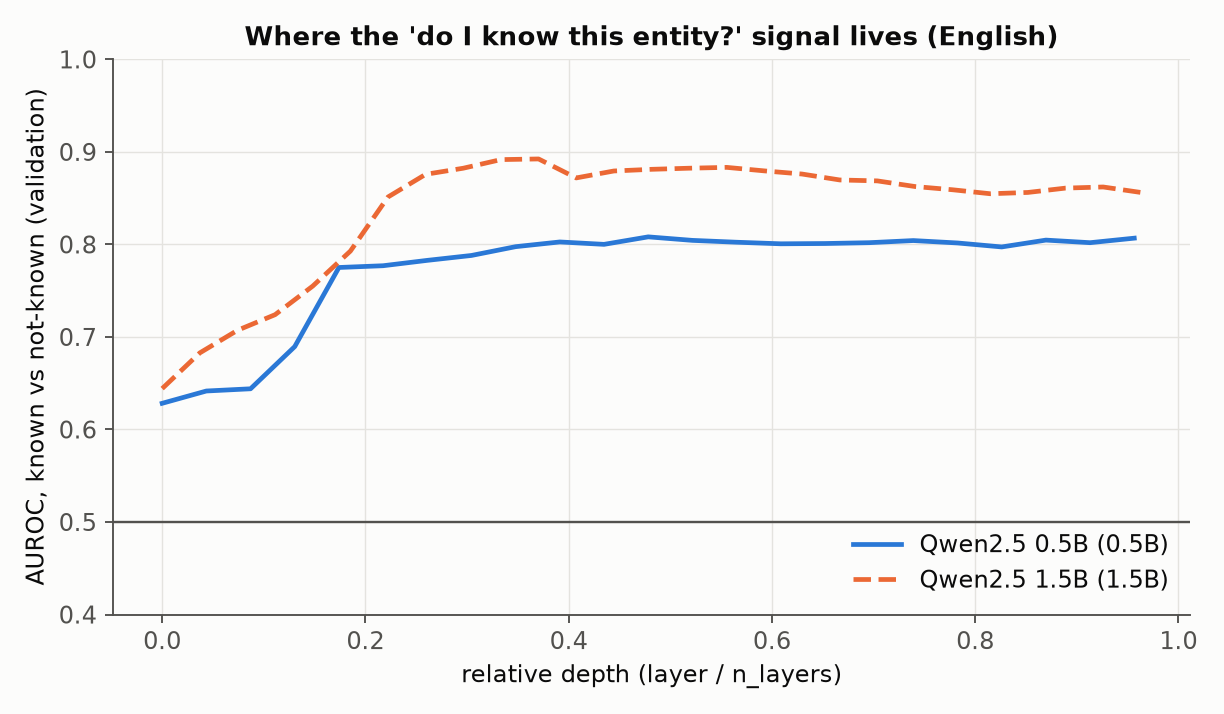 Where the 'do I know this entity?' signal lives (English)
AUROC, known vs not-known (validation)
1.0
0.9
0.8
0.7
0.6
0.5
0.4
Qwen2.5 0.5B (0.5B)
Qwen2.5 1.5B (1.5B)
0.0 0.2 0.4 0.6 0.8 1.0
relative depth (layer / n_layers)